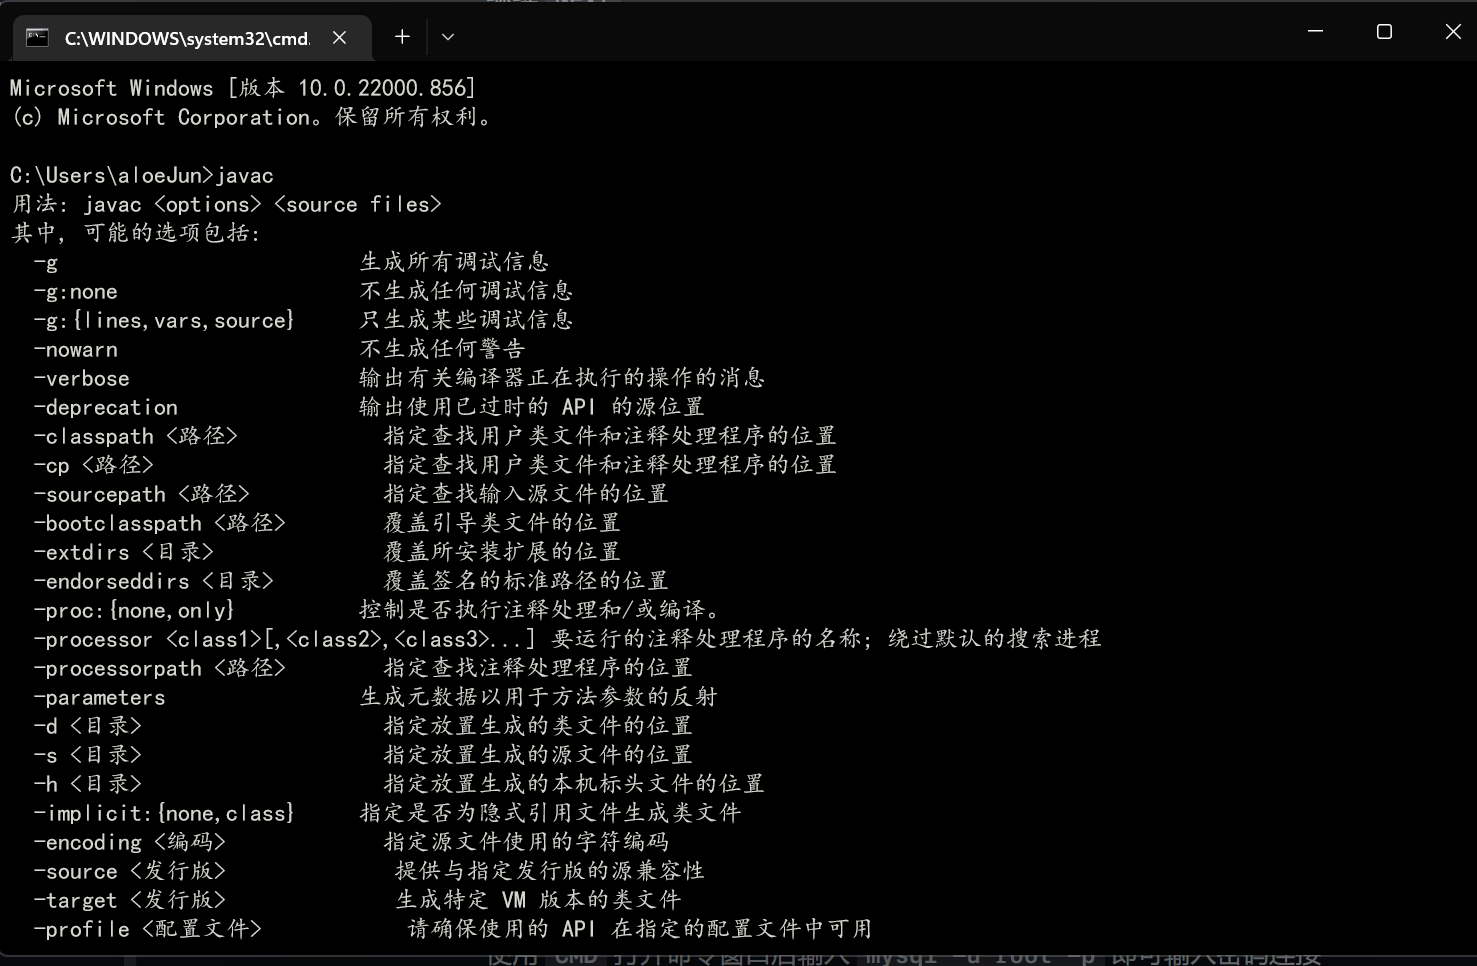 C:\WINDOWS\system32\cmd.
Microsoft Windows [版本 10.0.22000.856]
(c) Microsoft Corporation。保留所有权利。
C:\Users\aloeJun>javac
用法: javac <options> <source files>
其中, 可能的选项包括:
-g 生成所有调试信息
-g:none 不生成任何调试信息
-g:{lines,vars,source} 只生成某些调试信息
-nowarn 不生成任何警告
-verbose 输出有关编译器正在执行的操作的消息
-deprecation 输出使用已过时的 API 的源位置
-classpath <路径> 指定查找用户类文件和注释处理程序的位置
-cp <路径> 指定查找用户类文件和注释处理程序的位置
-sourcepath <路径> 指定查找输入源文件的位置
-bootclasspath <路径> 覆盖引导类文件的位置
-extdirs <目录> 覆盖所安装扩展的位置
-endorseddirs <目录> 覆盖签名的标准路径的位置
-proc:{none,only} 控制是否执行注释处理和/或编译。
-processor <class1>[,<class2>,<class3>...] 要运行的注释处理程序的名称; 绕过默认的搜索进程
-processorpath <路径> 指定查找注释处理程序的位置
-parameters 生成元数据以用于方法参数的反射
-d <目录> 指定放置生成的类文件的位置
-s <目录> 指定放置生成的源文件的位置
-h <目录> 指定放置生成的本机标头文件的位置
-implicit:{none,class} 指定是否为隐式引用文件生成类文件
-encoding <编码> 指定源文件使用的字符编码
-source <发行版> 提供与指定发行版的源兼容性
-target <发行版> 生成特定 VM 版本的类文件
-profile <配置文件> 请确保使用的 API 在指定的配置文件中可用
使用 CMD 打开命令窗口后输入 mysql -u root -p 即可输入密码连接